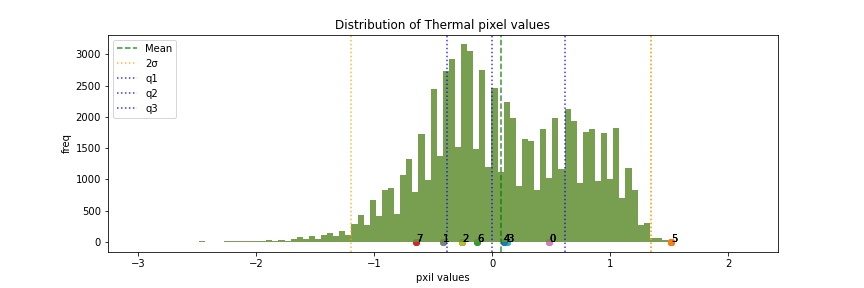 Distribution of Thermal pixel values
Mean
2σ
q1
q2
q3
freq
3000
2500
2000
1500
1000
500
0
7 1 2 6 4 3 0 5
−3 −2 −1 0 1 2
pxil values